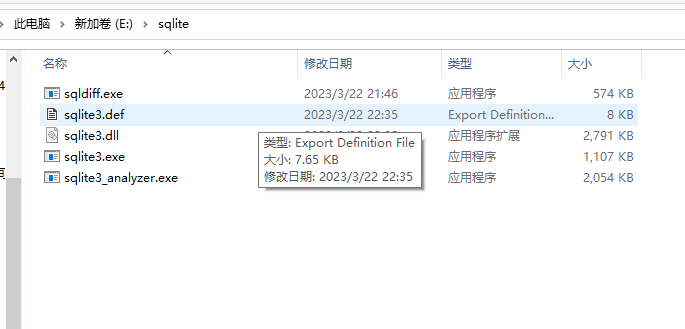 此电脑 > 新加卷 (E:) > sqlite
名称 修改日期 类型 大小
sqldiff.exe 2023/3/22 21:46 应用程序 574 KB
sqlite3.def 2023/3/22 22:35 Export Definition... 8 KB
sqlite3.dll 应用程序扩展 2,791 KB
类型: Export Definition File
sqlite3.exe 应用程序 1,107 KB
大小: 7.65 KB
sqlite3_analyzer.exe 应用程序 2,054 KB
修改日期: 2023/3/22 22:35